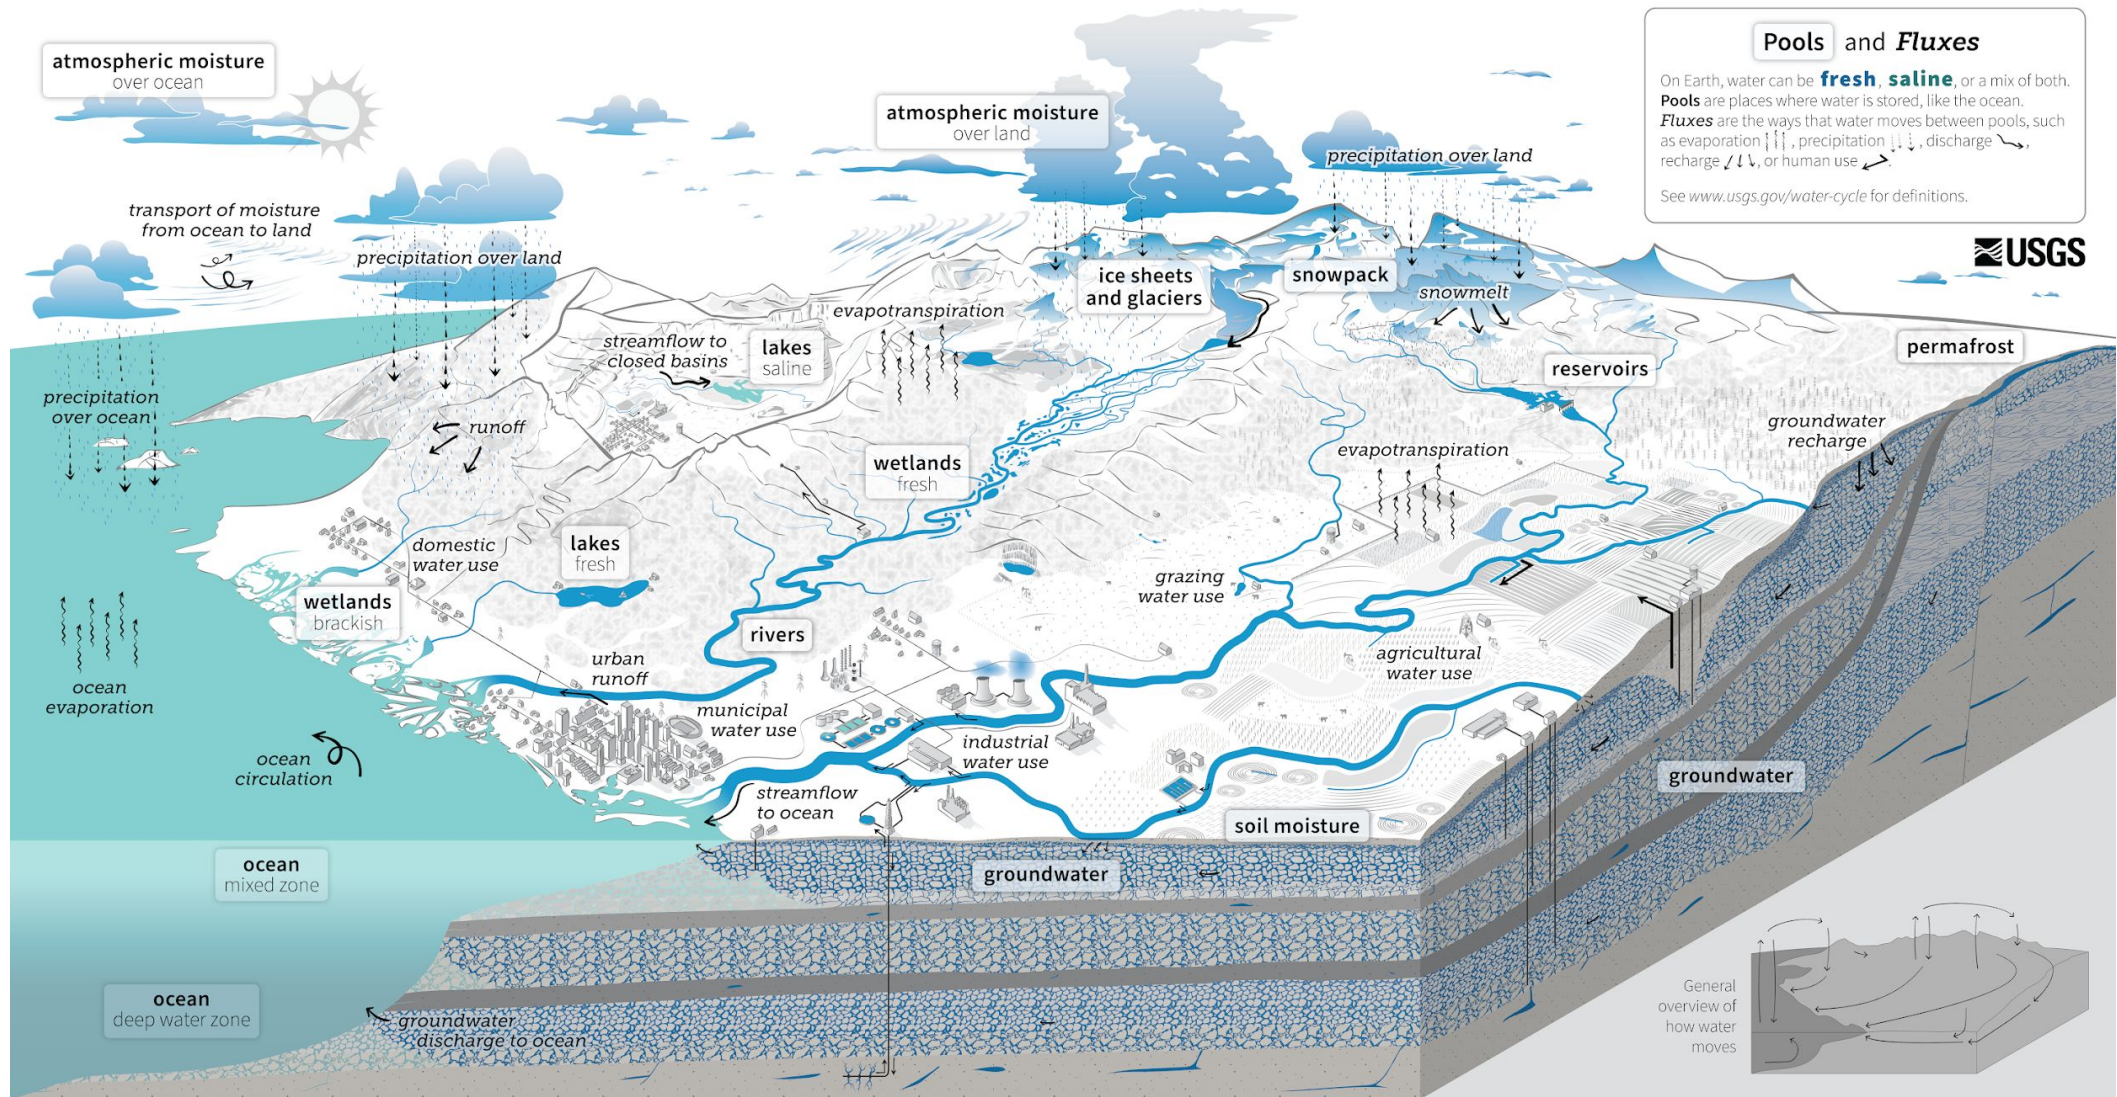 atmospheric moisture
over ocean
atmospheric moisture
over land
precipitation over land
Pools and Fluxes
On Earth, water can be fresh, saline, or a mix of both.
Pools are places where water is stored, like the ocean.
Fluxes are the ways that water moves between pools, such
as evaporation , precipitation , discharge ,
recharge , or human use .
See www.usgs.gov/water-cycle for definitions.
USGS
transport of moisture
from ocean to land
precipitation over land
ice sheets
and glaciers
snowpack
snowmelt
evapotranspiration
streamflow to
closed basins
lakes
saline
permafrost
reservoirs
precipitation
over ocean
runoff
groundwater
recharge
wetlands
fresh
evapotranspiration
domestic
water use
lakes
fresh
grazing
water use
wetlands
brackish
rivers
urban
runoff
agricultural
water use
ocean
evaporation
municipal
water use
industrial
water use
ocean
circulation
groundwater
streamflow
to ocean
soil moisture
ocean
mixed zone
groundwater
ocean
deep water zone
groundwater
discharge to ocean
General
overview of
how water
moves